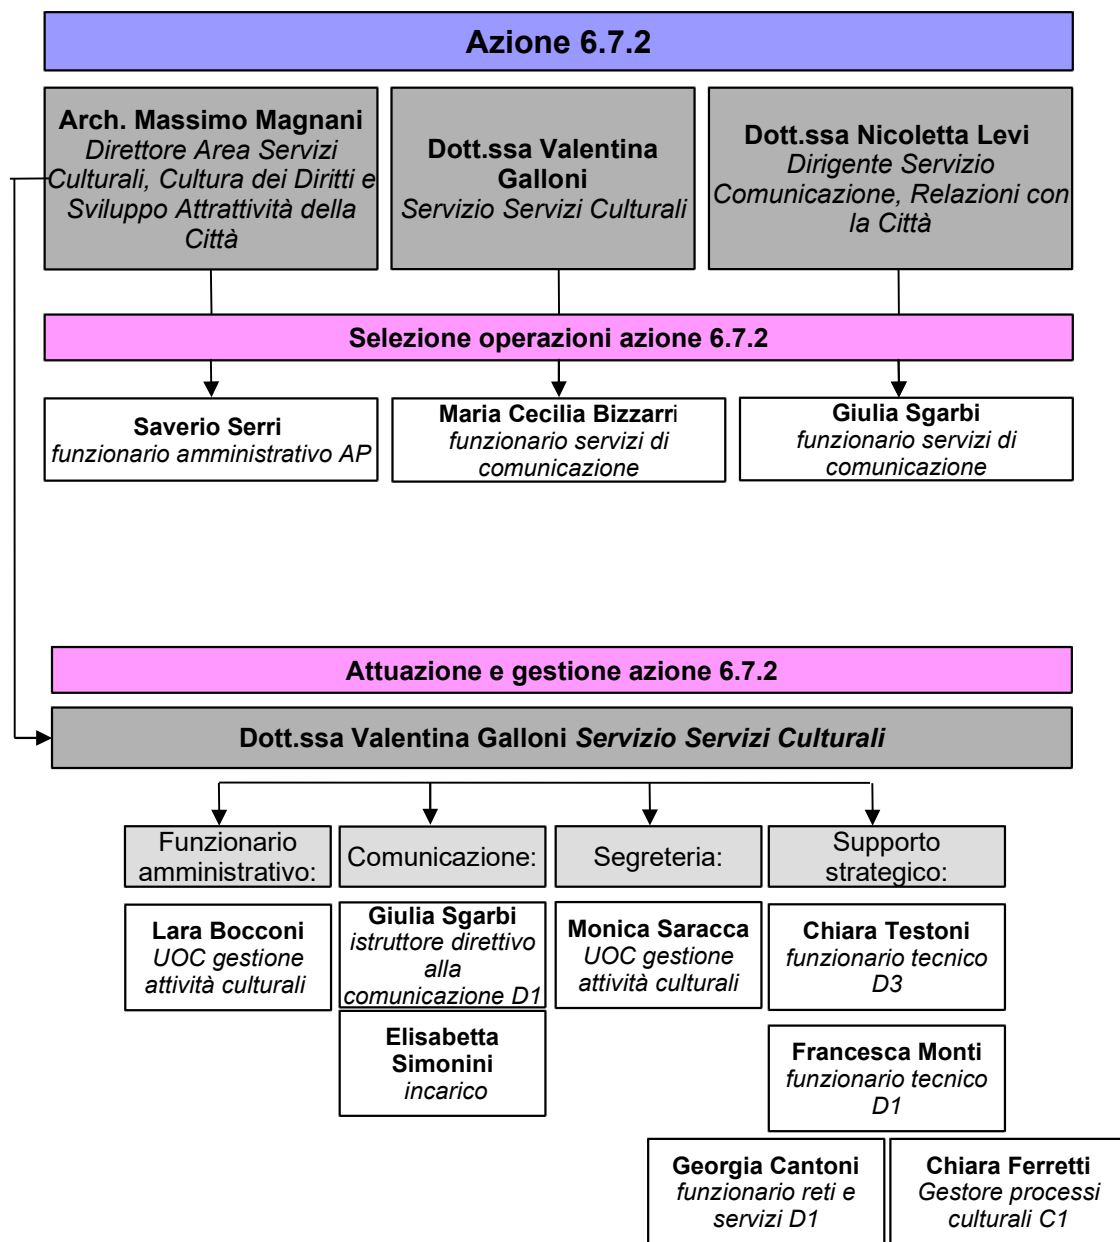 Azione 6.7.2
Arch. Massimo Magnani
Direttore Area Servizi
Culturali, Cultura dei Diritti e
Sviluppo Attrattività della
Città
Dott.ssa Valentina
Galloni
Servizio Servizi Culturali
Dott.ssa Nicoletta Levi
Dirigente Servizio
Comunicazione, Relazioni con
la Città
Selezione operazioni azione 6.7.2
Saverio Serri
funzionario amministrativo AP
Maria Cecilia Bizzarri
funzionario servizi di
comunicazione
Giulia Sgarbi
funzionario servizi di
comunicazione
Attuazione e gestione azione 6.7.2
Dott.ssa Valentina Galloni Servizio Servizi Culturali
Funzionario
amministrativo:
Comunicazione:
Segreteria:
Supporto
strategico:
Lara Bocconi
UOC gestione
attività culturali
Giulia Sgarbi
istruttore direttivo
alla
comunicazione D1
Monica Saracca
UOC gestione
attività culturali
Chiara Testoni
funzionario tecnico
D3
Elisabetta
Simonini
incarico
Francesca Monti
funzionario tecnico
D1
Georgia Cantoni
funzionario reti e
servizi D1
Chiara Ferretti
Gestore processi
culturali C1